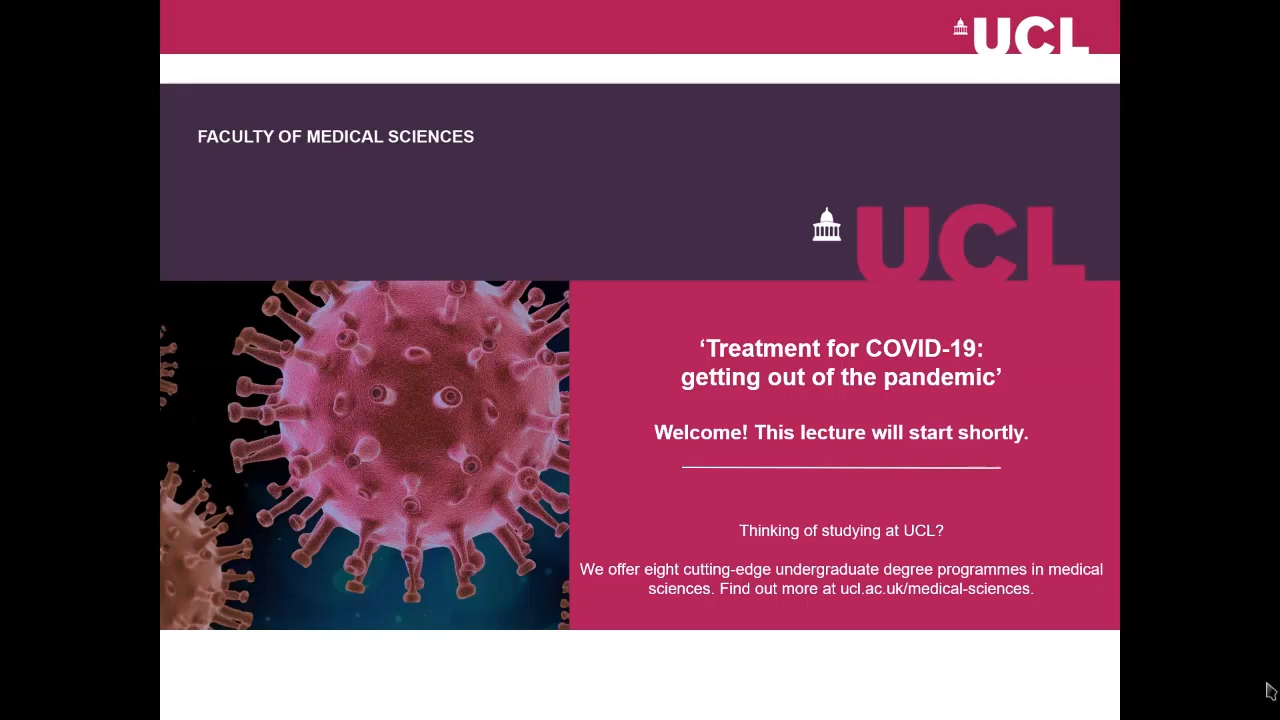 UCL
FACULTY OF MEDICAL SCIENCES
UCL
‘Treatment for COVID-19:
getting out of the pandemic’
Welcome! This lecture will start shortly.
Thinking of studying at UCL?
We offer eight cutting-edge undergraduate degree programmes in medical
sciences. Find out more at ucl.ac.uk/medical-sciences.